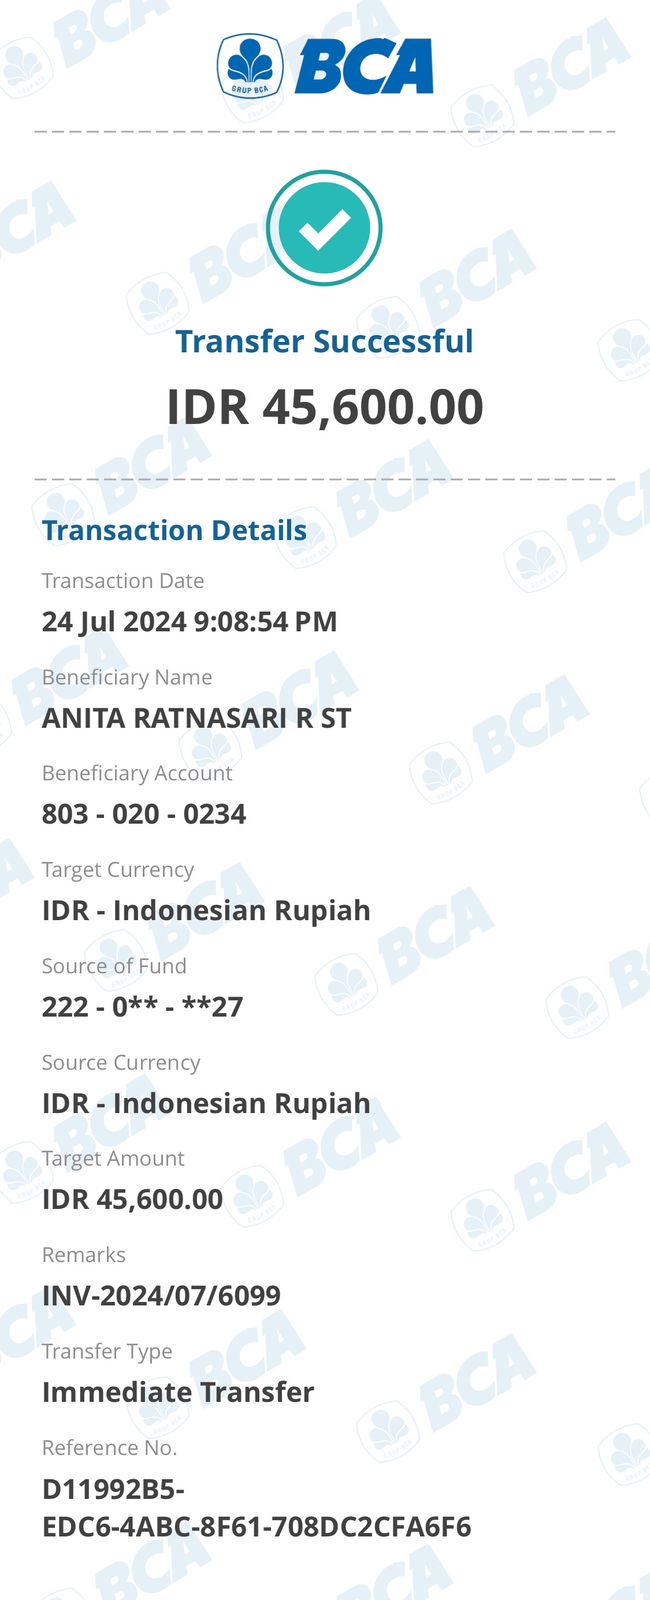 GRUP BCA BCA
Transfer Successful
IDR 45,600.00
Transaction Details
Transaction Date
24 Jul 2024 9:08:54 PM
Beneficiary Name
ANITA RATNASARI R ST
Beneficiary Account
803 - 020 - 0234
Target Currency
IDR - Indonesian Rupiah
Source of Fund
222 - 0** - **27
Source Currency
IDR - Indonesian Rupiah
Target Amount
IDR 45,600.00
Remarks
INV-2024/07/6099
Transfer Type
Immediate Transfer
Reference No.
D11992B5-
EDC6-4ABC-8F61-708DC2CFA6F6